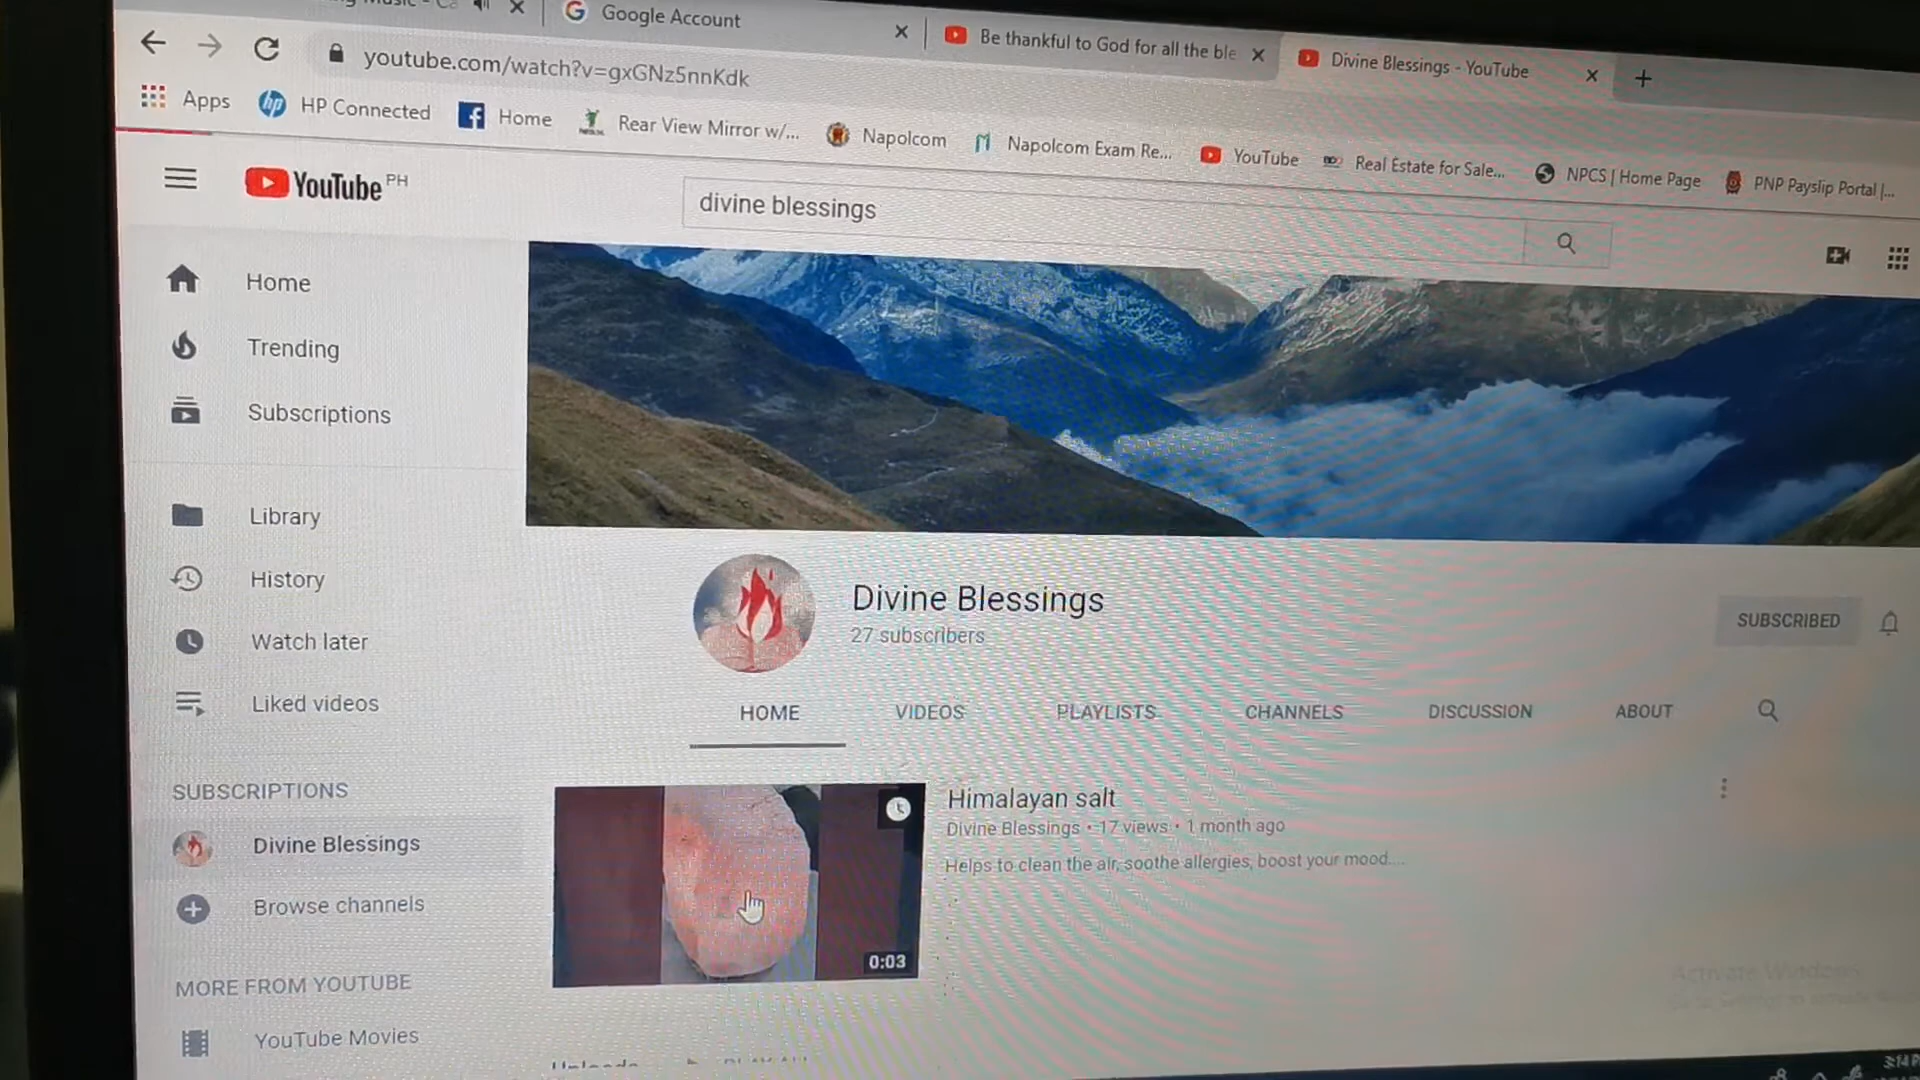 Google Account
Be thankful to God for all the ble
Divine Blessings - YouTube
youtube.com/watch?v=gxGNz5nnKdk
Apps
HP Connected
Home
Rear View Mirror w/...
Napolcom
Napolcom Exam Re...
YouTube
Real Estate for Sale...
NPCS | Home Page
PNP Payslip Portal |...
YouTube PH
divine blessings
Home
Trending
Subscriptions
Library
History
Watch later
Liked videos
SUBSCRIPTIONS
Divine Blessings
Browse channels
MORE FROM YOUTUBE
YouTube Movies
Divine Blessings
27 subscribers
SUBSCRIBED
HOME
VIDEOS
PLAYLISTS
CHANNELS
DISCUSSION
ABOUT
Himalayan salt
Divine Blessings • 17 views • 1 month ago
Helps to clean the air, soothe allergies, boost your mood....
0:03
Activate Windows